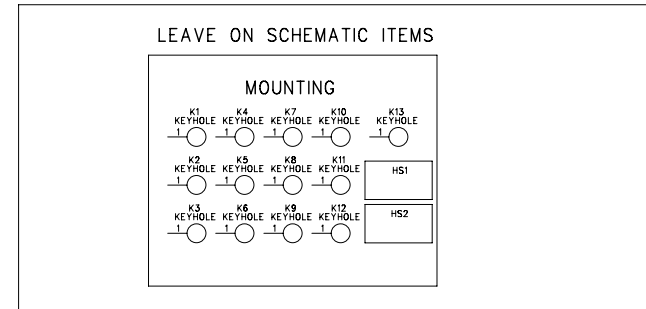 LEAVE ON SCHEMATIC ITEMS
MOUNTING
K1 K4 K7 K10 K13
KEYHOLE KEYHOLE KEYHOLE KEYHOLE KEYHOLE
1 1 1 1 1
K2 K5 K8 K11
KEYHOLE KEYHOLE KEYHOLE KEYHOLE HS1
1 1 1 1
K3 K6 K9 K12
KEYHOLE KEYHOLE KEYHOLE KEYHOLE HS2
1 1 1 1